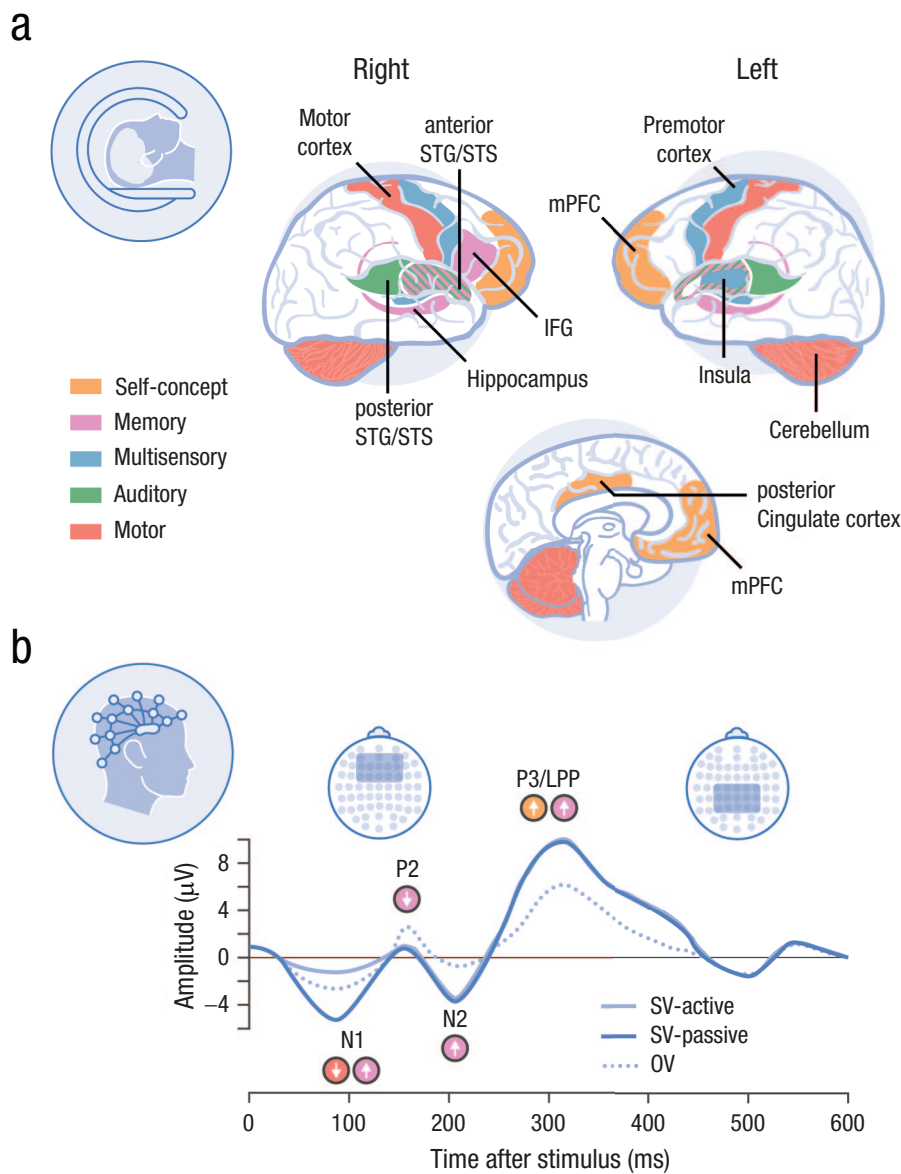 a
Right
Left
Motor
cortex
anterior
STG/STS
Premotor
cortex
mPFC
IFG
Hippocampus
Insula
posterior
STG/STS
Cerebellum
Self-concept
Memory
Multisensory
Auditory
Motor
posterior
Cingulate cortex
mPFC
b
P3/LPP
P2
N1
N2
Amplitude (μV)
8
4
0
−4
SV-active
SV-passive
OV
0 100 200 300 400 500 600
Time after stimulus (ms)